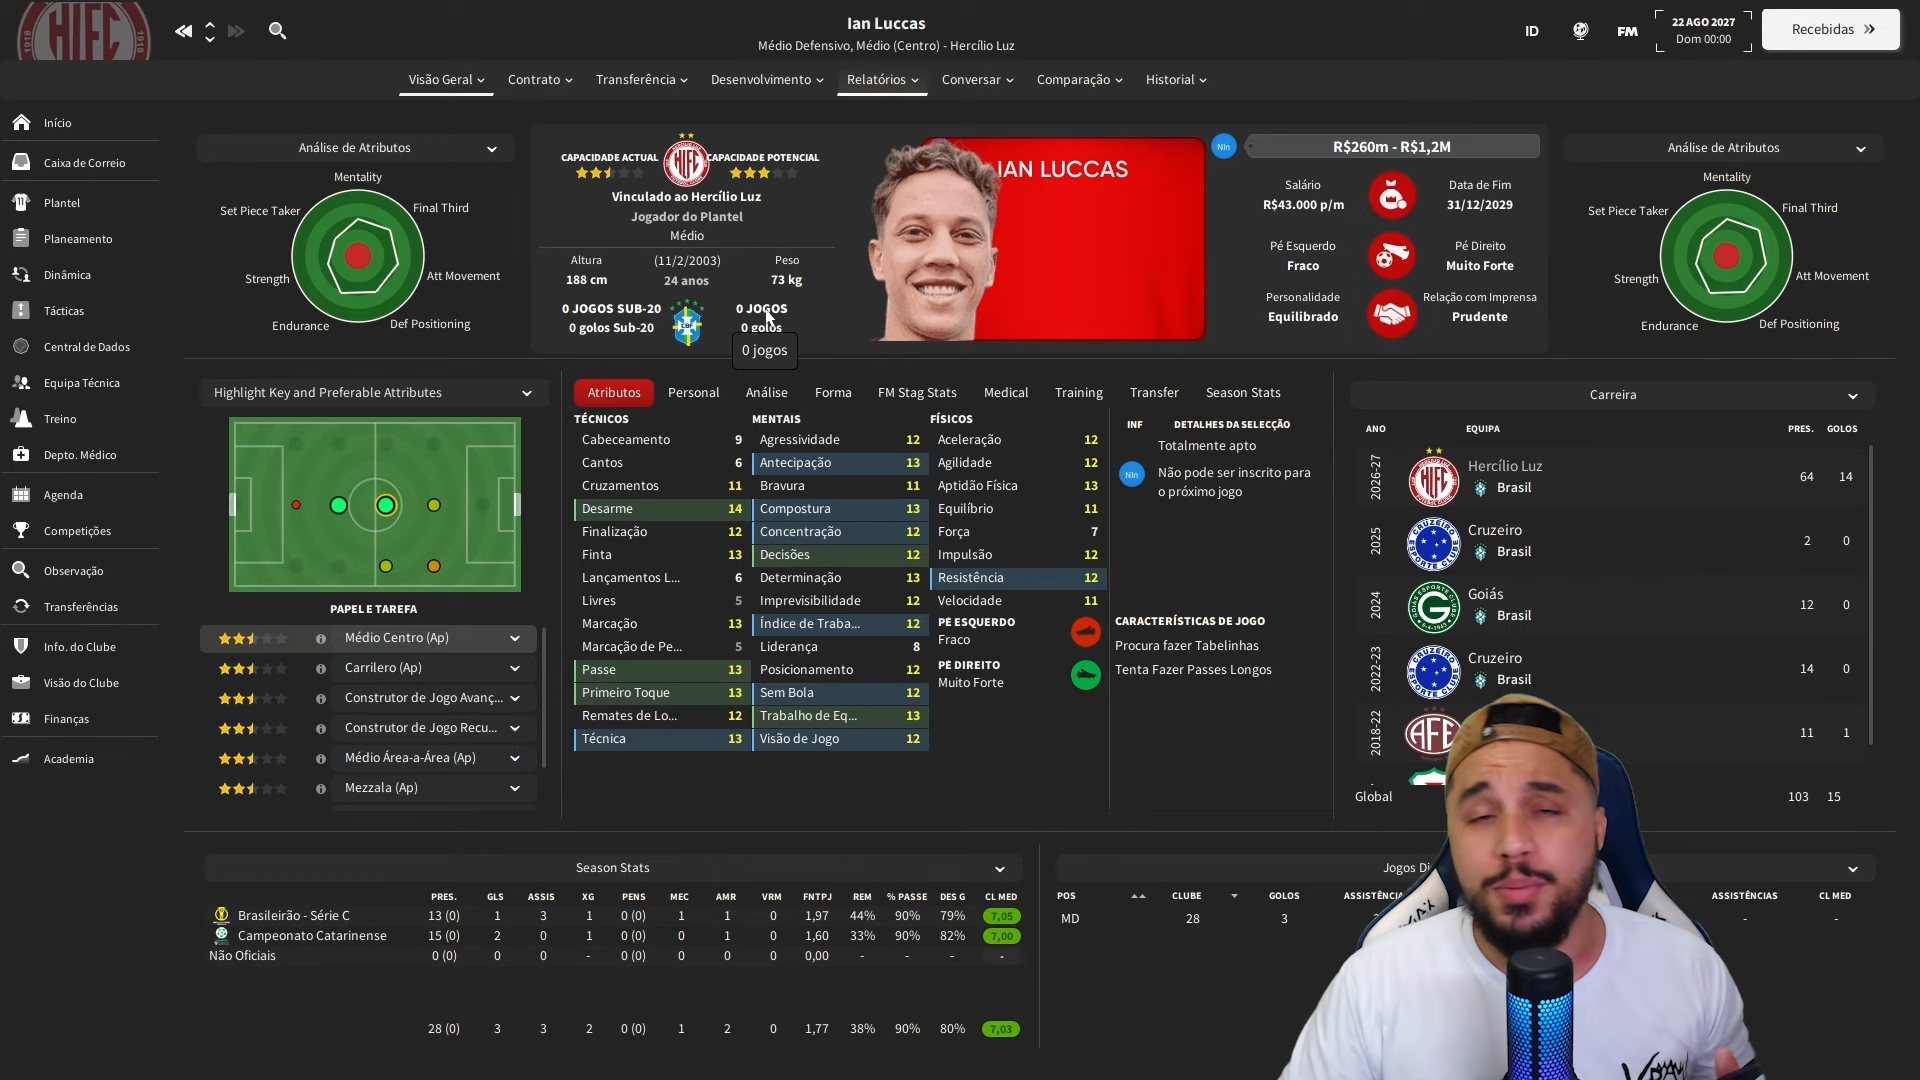 Ian Luccas
Médio Defensivo, Médio (Centro) - Hercílio Luz
ID
FM
22 AGO 2027
Dom 00:00
Recebidas
Visão Geral
Contrato
Transferência
Desenvolvimento
Relatórios
Conversar
Comparação
Historial
Início
Caixa de Correio
Plantel
Planeamento
Dinâmica
Tácticas
Central de Dados
Equipa Técnica
Treino
Depto. Médico
Agenda
Competições
Observação
Transferências
Info. do Clube
Visão do Clube
Finanças
Academia
Análise de Atributos
Mentality
Set Piece Taker
Final Third
Strength
Att Movement
Endurance
Def Positioning
CAPACIDADE ACTUAL
CAPACIDADE POTENCIAL
Vinculado ao Hercílio Luz
Jogador do Plantel
Médio
Altura
(11/2/2003)
Peso
188 cm
24 anos
73 kg
0 JOGOS SUB-20
0 JOGOS
0 golos Sub-20
0 golos
0 jogos
IAN LUCCAS
NIn
R$260m - R$1,2M
Salário
Data de Fim
R$43.000 p/m
31/12/2029
Pé Esquerdo
Pé Direito
Fraco
Muito Forte
Personalidade
Relação com Imprensa
Equilibrado
Prudente
Análise de Atributos
Mentality
Set Piece Taker
Final Third
Strength
Att Movement
Endurance
Def Positioning
Highlight Key and Preferable Attributes
PAPEL E TAREFA
Médio Centro (Ap)
Carrilero (Ap)
Construtor de Jogo Avanç...
Construtor de Jogo Recu...
Médio Área-a-Área (Ap)
Mezzala (Ap)
Atributos
Personal
Análise
Forma
FM Stag Stats
Medical
Training
Transfer
Season Stats
TÉCNICOS
Cabeceamento 9
Cantos 6
Cruzamentos 11
Desarme 14
Finalização 12
Finta 13
Lançamentos L... 6
Livres 5
Marcação 13
Marcação de Pe... 5
Passe 13
Primeiro Toque 13
Remates de Lo... 12
Técnica 13
MENTAIS
Agressividade 12
Antecipação 13
Bravura 11
Compostura 13
Concentração 12
Decisões 12
Determinação 13
Imprevisibilidade 12
Índice de Traba... 12
Liderança 8
Posicionamento 12
Sem Bola 12
Trabalho de Eq... 13
Visão de Jogo 12
FÍSICOS
Aceleração 12
Agilidade 12
Aptidão Física 13
Equilíbrio 11
Força 7
Impulsão 12
Resistência 12
Velocidade 11
PÉ ESQUERDO
Fraco
PÉ DIREITO
Muito Forte
INF DETALHES DA SELECÇÃO
Totalmente apto
NIn
Não pode ser inscrito para
o próximo jogo
CARACTERÍSTICAS DE JOGO
Procura fazer Tabelinhas
Tenta Fazer Passes Longos
Carreira
ANO EQUIPA PRES. GOLOS
2026-27 Hercílio Luz 64 14
Brasil
2025 Cruzeiro 2 0
Brasil
2024 Goiás 12 0
Brasil
2022-23 Cruzeiro 14 0
Brasil
2018-22 AFE 11 1
Global 103 15
Season Stats
PRES. GLS ASSIS XG PENS MEC AMR VRM FNTPJ REM % PASSE DES G CL MED
Brasileirão - Série C 13 (0) 1 3 1 0 (0) 1 1 0 1,97 44% 90% 79% 7,05
Campeonato Catarinense 15 (0) 2 0 1 0 (0) 0 1 0 1,60 33% 90% 82% 7,00
Não Oficiais 0 (0) 0 0 - 0 (0) 0 0 0 0,00 - - - -
28 (0) 3 3 2 0 (0) 1 2 0 1,77 38% 90% 80% 7,03
Jogos Di
POS CLUBE GOLOS ASSISTÊNCIA ASSISTÊNCIAS CL MED
MD 28 3 - -